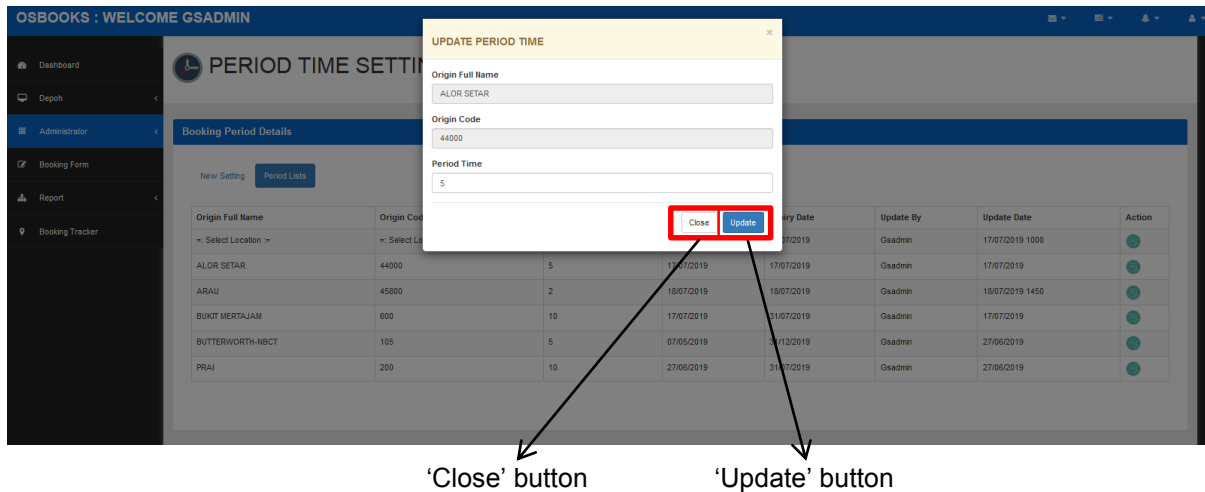 OSBOOKS : WELCOME GSADMIN
Dashboard
Depoh
Administrator
Booking Form
Report
Booking Tracker
PERIOD TIME SETTIN
Booking Period Details
New Setting Period Lists
UPDATE PERIOD TIME ×
Origin Full Name
ALOR SETAR
Origin Code
44000
Period Time
5
Close Update
Origin Full Name Origin Cod iry Date Update By Update Date Action
=: Select Location := =: Select Lo 07/2019 Gsadmin 17/07/2019 1000
ALOR SETAR 44000 5 17/07/2019 17/07/2019 Gsadmin 17/07/2019
ARAU 45800 2 18/07/2019 18/07/2019 Gsadmin 18/07/2019 1450
BUKIT MERTAJAM 600 10 17/07/2019 31/07/2019 Gsadmin 17/07/2019
BUTTERWORTH-NBCT 105 5 07/05/2019 31/12/2019 Gsadmin 27/06/2019
PRAI 200 10 27/06/2019 31/07/2019 Gsadmin 27/06/2019
‘Close’ button ‘Update’ button